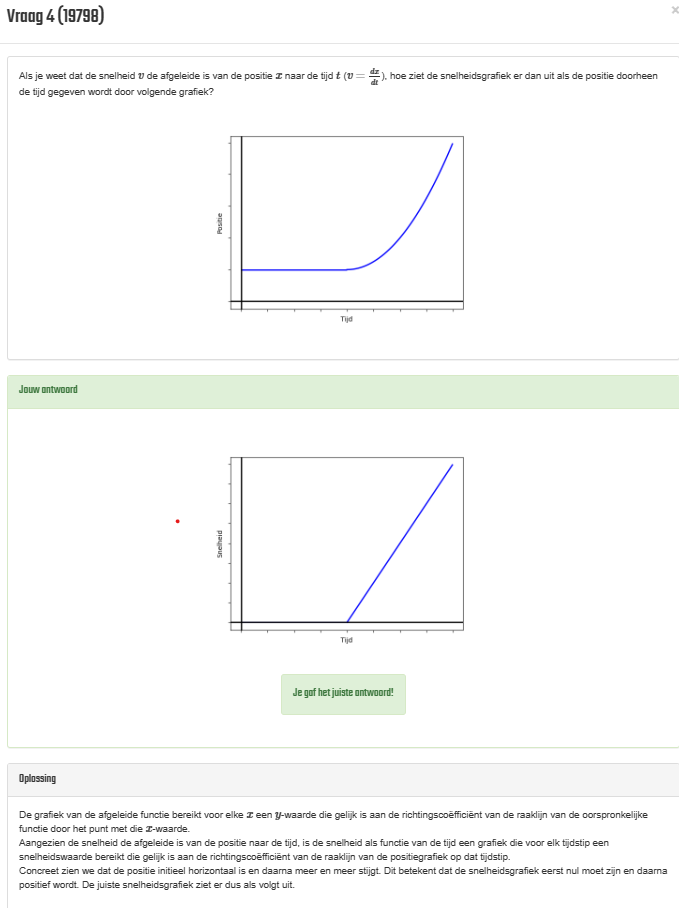 Vraag 4 (19798)
×
Als je weet dat de snelheid v de afgeleide is van de positie x naar de tijd t (v = dx/dt), hoe ziet de snelheidsgrafiek er dan uit als de positie doorheen
de tijd gegeven wordt door volgende grafiek?
Positie
Tijd
Jouw antwoord
Snelheid
Tijd
Je gaf het juiste antwoord!
Oplossing
De grafiek van de afgeleide functie bereikt voor elke x een y-waarde die gelijk is aan de richtingscoëfficiënt van de raaklijn van de oorspronkelijke
functie door het punt met die x-waarde.
Aangezien de snelheid de afgeleide is van de positie naar de tijd, is de snelheid als functie van de tijd een grafiek die voor elk tijdstip een
snelheidswaarde bereikt die gelijk is aan de richtingscoëfficiënt van de raaklijn van de positiegrafiek op dat tijdstip.
Concreet zien we dat de positie initieel horizontaal is en daarna meer en meer stijgt. Dit betekent dat de snelheidsgrafiek eerst nul moet zijn en daarna
positief wordt. De juiste snelheidsgrafiek ziet er dus als volgt uit.